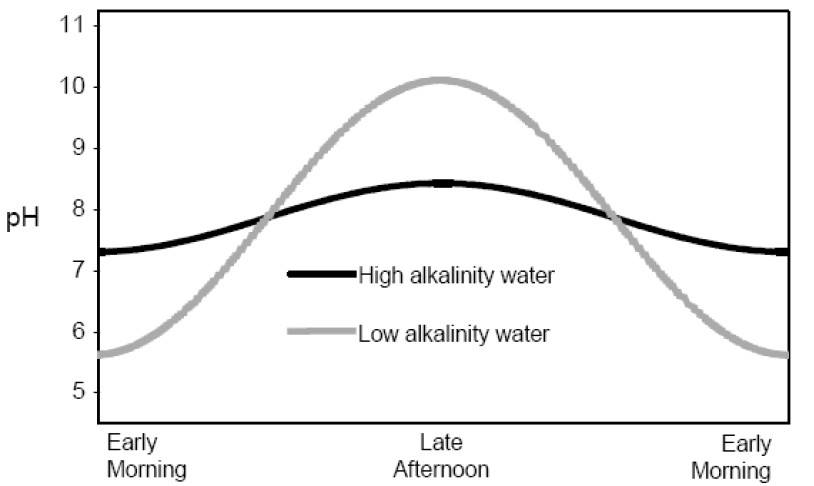 11
10
9
8
pH
7
High alkalinity water
6
Low alkalinity water
5
Early Late Early
Morning Afternoon Morning